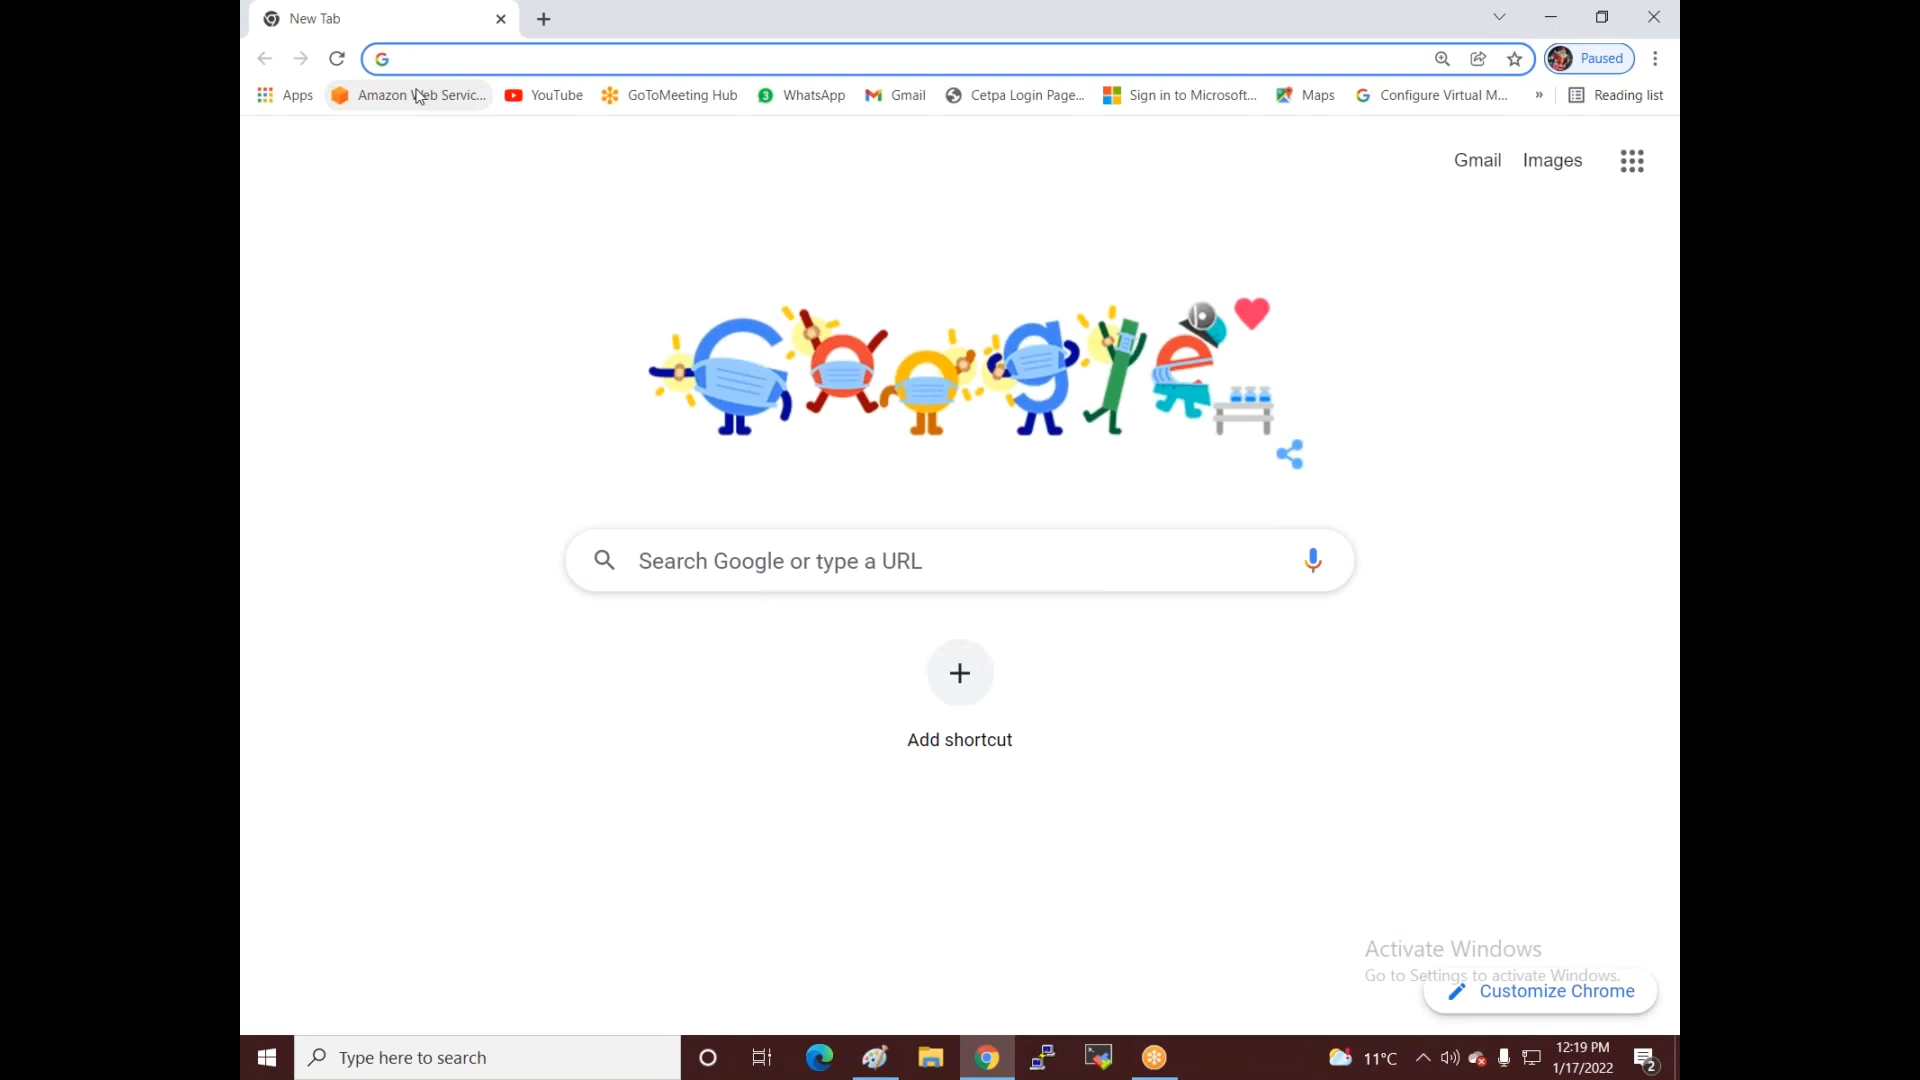 New Tab
Paused
Apps
Amazon Web Servic...
YouTube
GoToMeeting Hub
WhatsApp
Gmail
Cetpa Login Page...
Sign in to Microsoft...
Maps
Configure Virtual M...
»
Reading list
Gmail
Images
Google
Search Google or type a URL
Add shortcut
Activate Windows
Go to Settings to activate Windows.
Customize Chrome
Type here to search
11°C
12:19 PM
1/17/2022
2